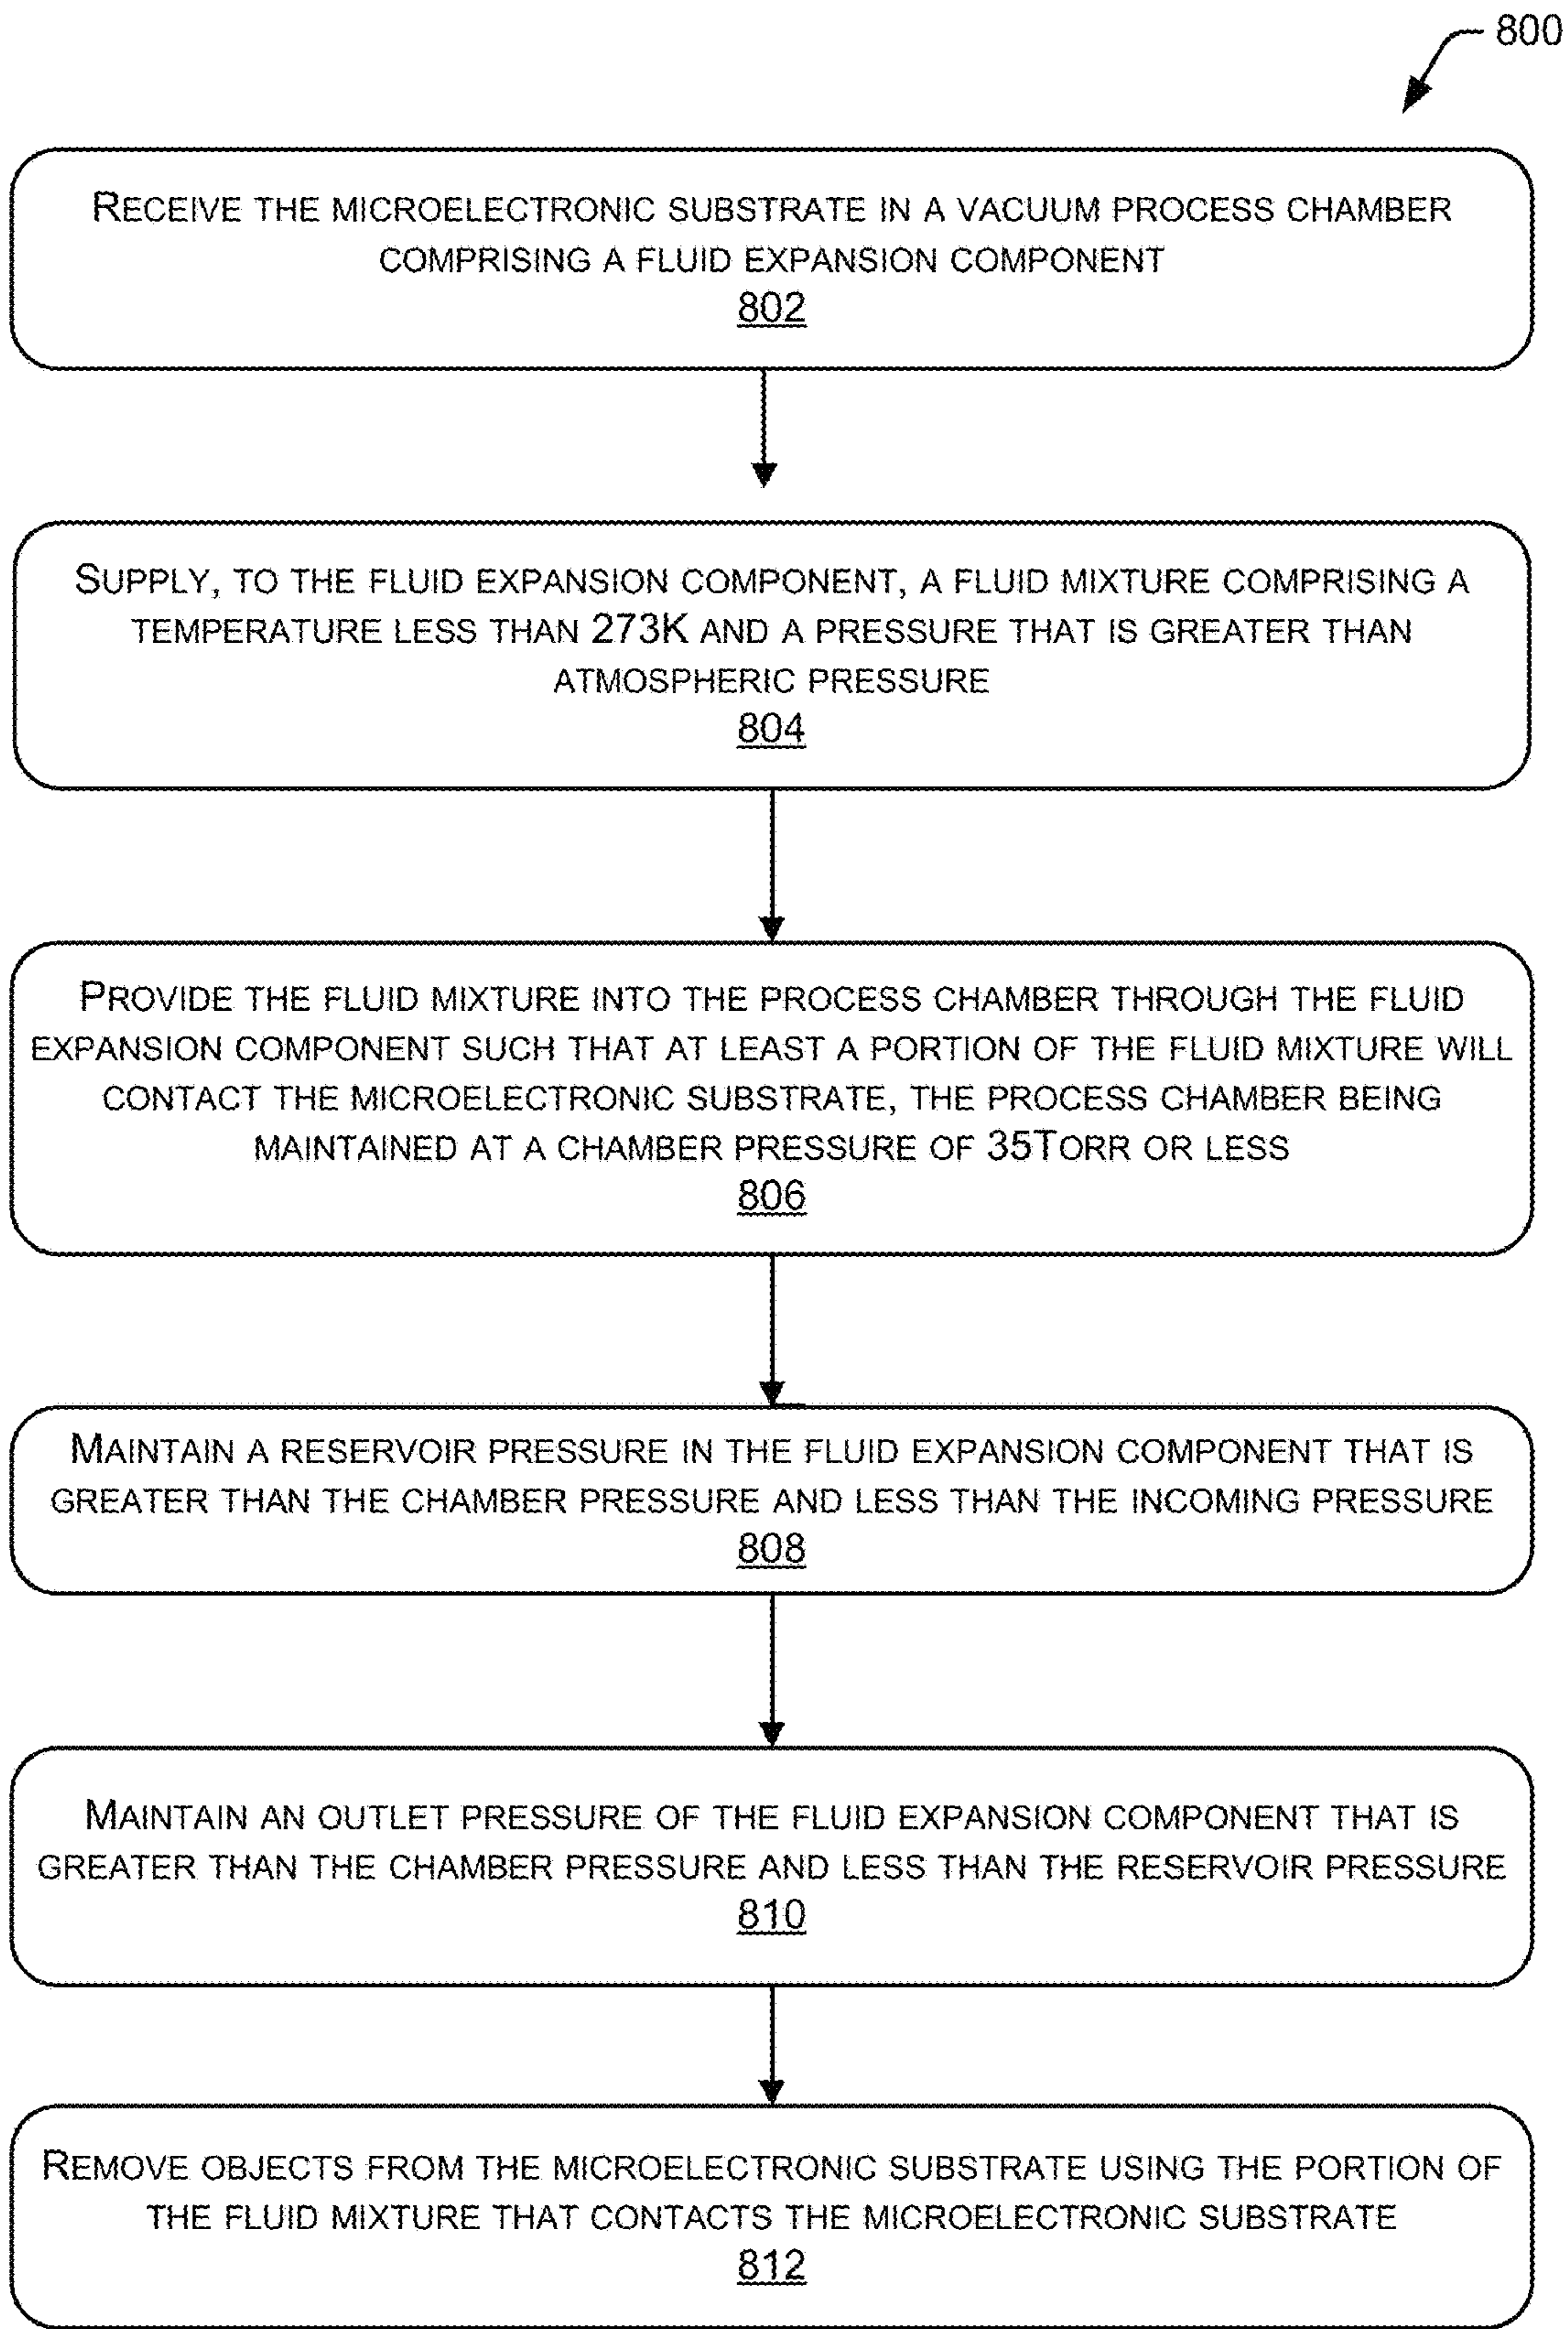 800
RECEIVE THE MICROELECTRONIC SUBSTRATE IN A VACUUM PROCESS CHAMBER
COMPRISING A FLUID EXPANSION COMPONENT
802
SUPPLY, TO THE FLUID EXPANSION COMPONENT, A FLUID MIXTURE COMPRISING A
TEMPERATURE LESS THAN 273K AND A PRESSURE THAT IS GREATER THAN
ATMOSPHERIC PRESSURE
804
PROVIDE THE FLUID MIXTURE INTO THE PROCESS CHAMBER THROUGH THE FLUID
EXPANSION COMPONENT SUCH THAT AT LEAST A PORTION OF THE FLUID MIXTURE WILL
CONTACT THE MICROELECTRONIC SUBSTRATE, THE PROCESS CHAMBER BEING
MAINTAINED AT A CHAMBER PRESSURE OF 35TORR OR LESS
806
MAINTAIN A RESERVOIR PRESSURE IN THE FLUID EXPANSION COMPONENT THAT IS
GREATER THAN THE CHAMBER PRESSURE AND LESS THAN THE INCOMING PRESSURE
808
MAINTAIN AN OUTLET PRESSURE OF THE FLUID EXPANSION COMPONENT THAT IS
GREATER THAN THE CHAMBER PRESSURE AND LESS THAN THE RESERVOIR PRESSURE
810
REMOVE OBJECTS FROM THE MICROELECTRONIC SUBSTRATE USING THE PORTION OF
THE FLUID MIXTURE THAT CONTACTS THE MICROELECTRONIC SUBSTRATE
812